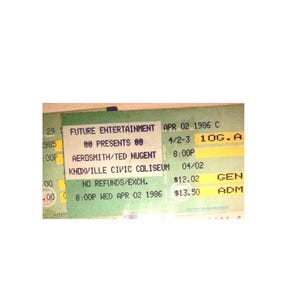 29
985
:00P
.00
FUTURE ENTERTAINMENT
@@ PRESENTS @@
AEROSMITH/TED NUGENT
KNOXVILLE CIVIC COLISEUM
NO REFUNDS/EXCH.
8:00P WED APR 02 1986
APR 02 1986 C
4/2-3 10G.A
8:00P
04/02
$12.02 GEN
$13.50 ADM